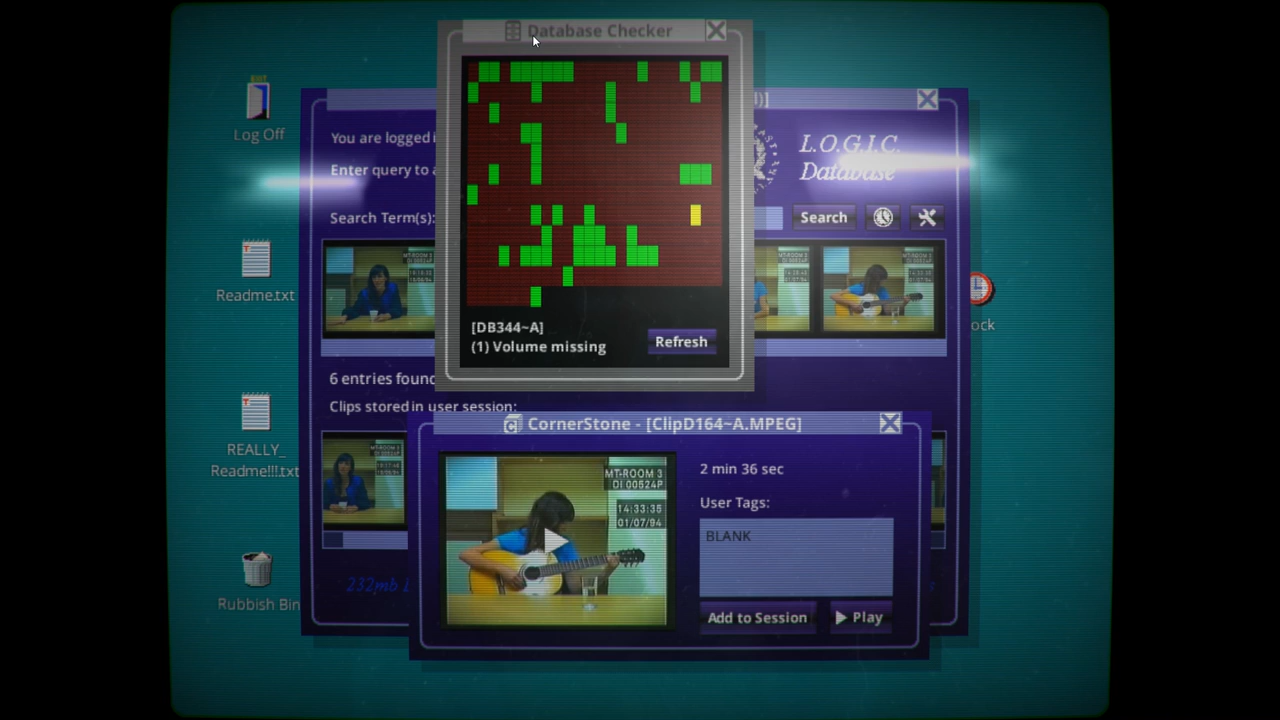 Database Checker
EXIT
Log Off
l)]
You are logged i
Enter query to a
L.O.G.I.C.
Database
Search Term(s):
Search
Readme.txt
ock
[DB344~A]
(1) Volume missing
Refresh
6 entries found
Clips stored in user session:
CornerStone - [ClipD164~A.MPEG]
REALLY_
Readme!!!.txt
MT-ROOM 3
DI 00524P
14:33:35
01/07/94
2 min 36 sec
User Tags:
BLANK
Add to Session
Play
232mb
Rubbish Bin